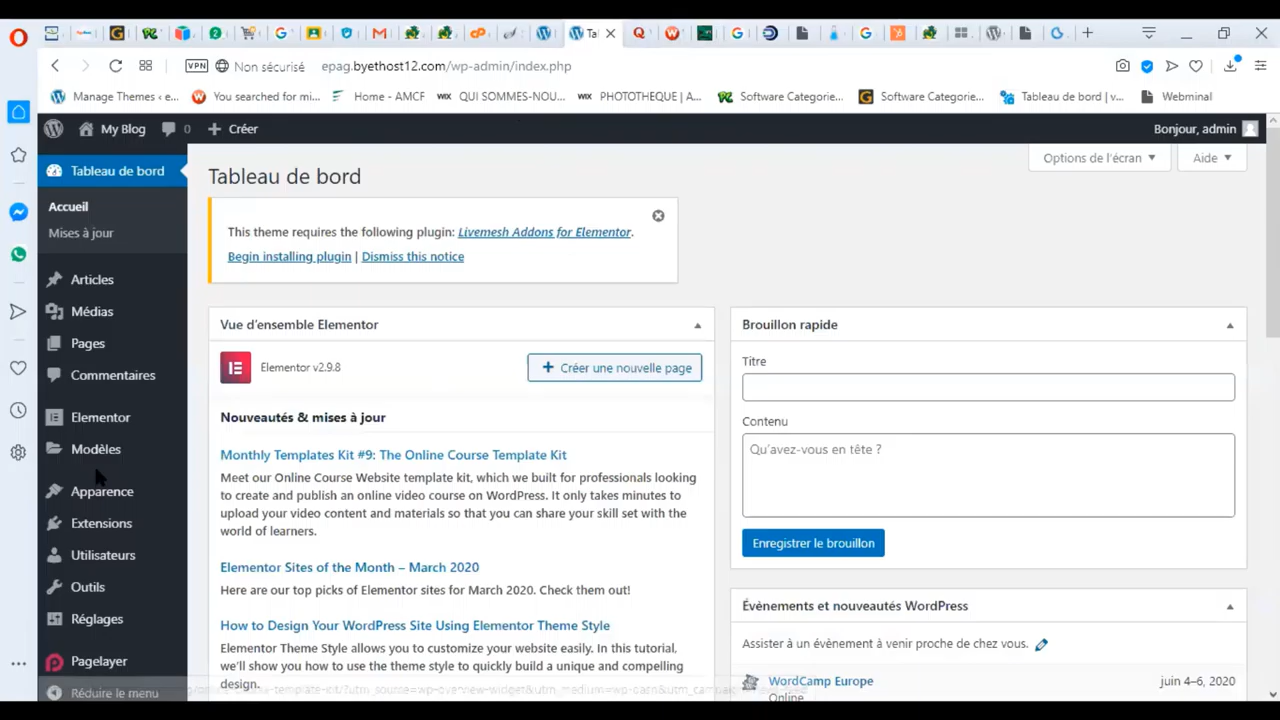 Ta
VPN Non sécurisé epag.byethost12.com/wp-admin/index.php
Manage Themes ‹ e... You searched for mi... Home - AMCF QUI SOMMES-NOU... PHOTOTHEQUE | A... Software Categorie... Software Categorie... Tableau de bord | v... Webminal
My Blog 0 Créer Bonjour, admin
Tableau de bord
Accueil
Mises à jour
Articles
Médias
Pages
Commentaires
Elementor
Modèles
Apparence
Extensions
Utilisateurs
Outils
Réglages
Pagelayer
Réduire le menu
Options de l'écran
Aide
Tableau de bord
This theme requires the following plugin: Livemesh Addons for Elementor.
Begin installing plugin | Dismiss this notice
Vue d'ensemble Elementor
Elementor v2.9.8
Créer une nouvelle page
Nouveautés & mises à jour
Monthly Templates Kit #9: The Online Course Template Kit
Meet our Online Course Website template kit, which we built for professionals looking
to create and publish an online video course on WordPress. It only takes minutes to
upload your video content and materials so that you can share your skill set with the
world of learners.
Elementor Sites of the Month – March 2020
Here are our top picks of Elementor sites for March 2020. Check them out!
How to Design Your WordPress Site Using Elementor Theme Style
Elementor Theme Style allows you to customize your website easily. In this tutorial,
we'll show you how to use the theme style to quickly build a unique and compelling
design.
Brouillon rapide
Titre
Contenu
Qu'avez-vous en tête ?
Enregistrer le brouillon
Évènements et nouveautés WordPress
Assister à un évènement à venir proche de chez vous.
WordCamp Europe juin 4–6, 2020
Online